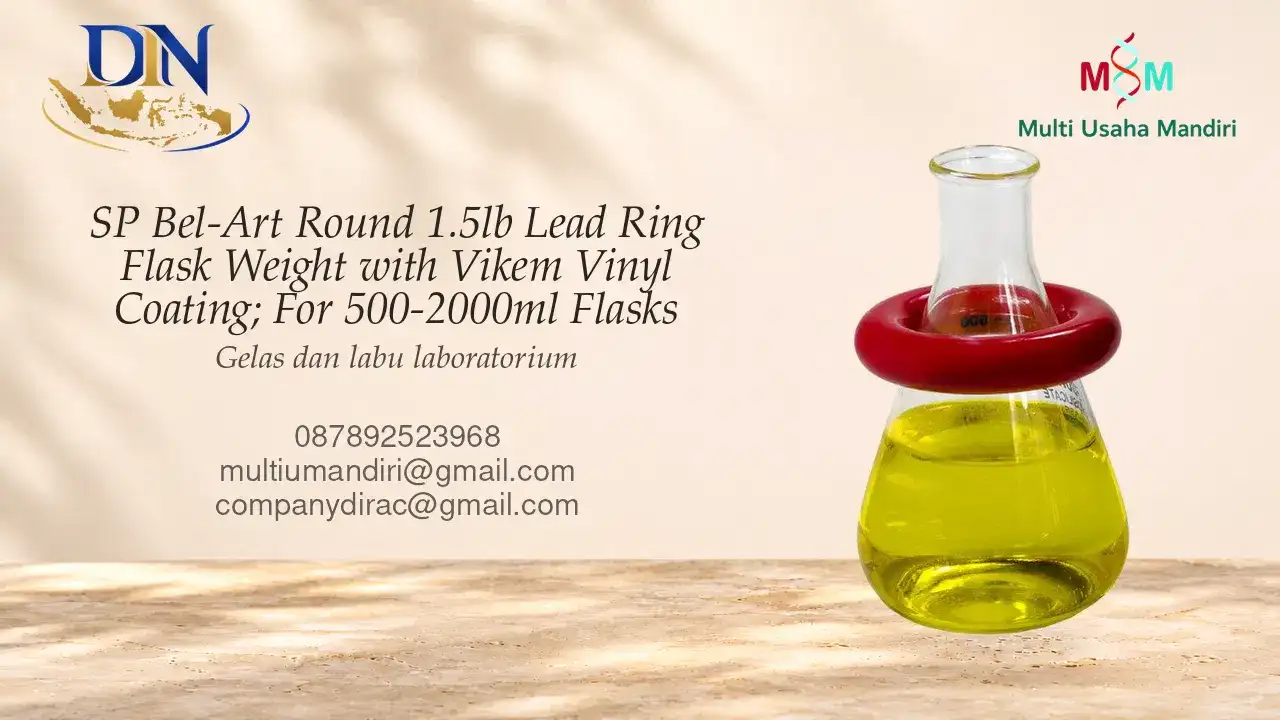 DIN
MSM
Multi Usaha Mandiri
SP Bel-Art Round 1.5lb Lead Ring
Flask Weight with Vikem Vinyl
Coating; For 500-2000ml Flasks
Gelas dan labu laboratorium
087892523968
multiumandiri@gmail.com
companydirac@gmail.com